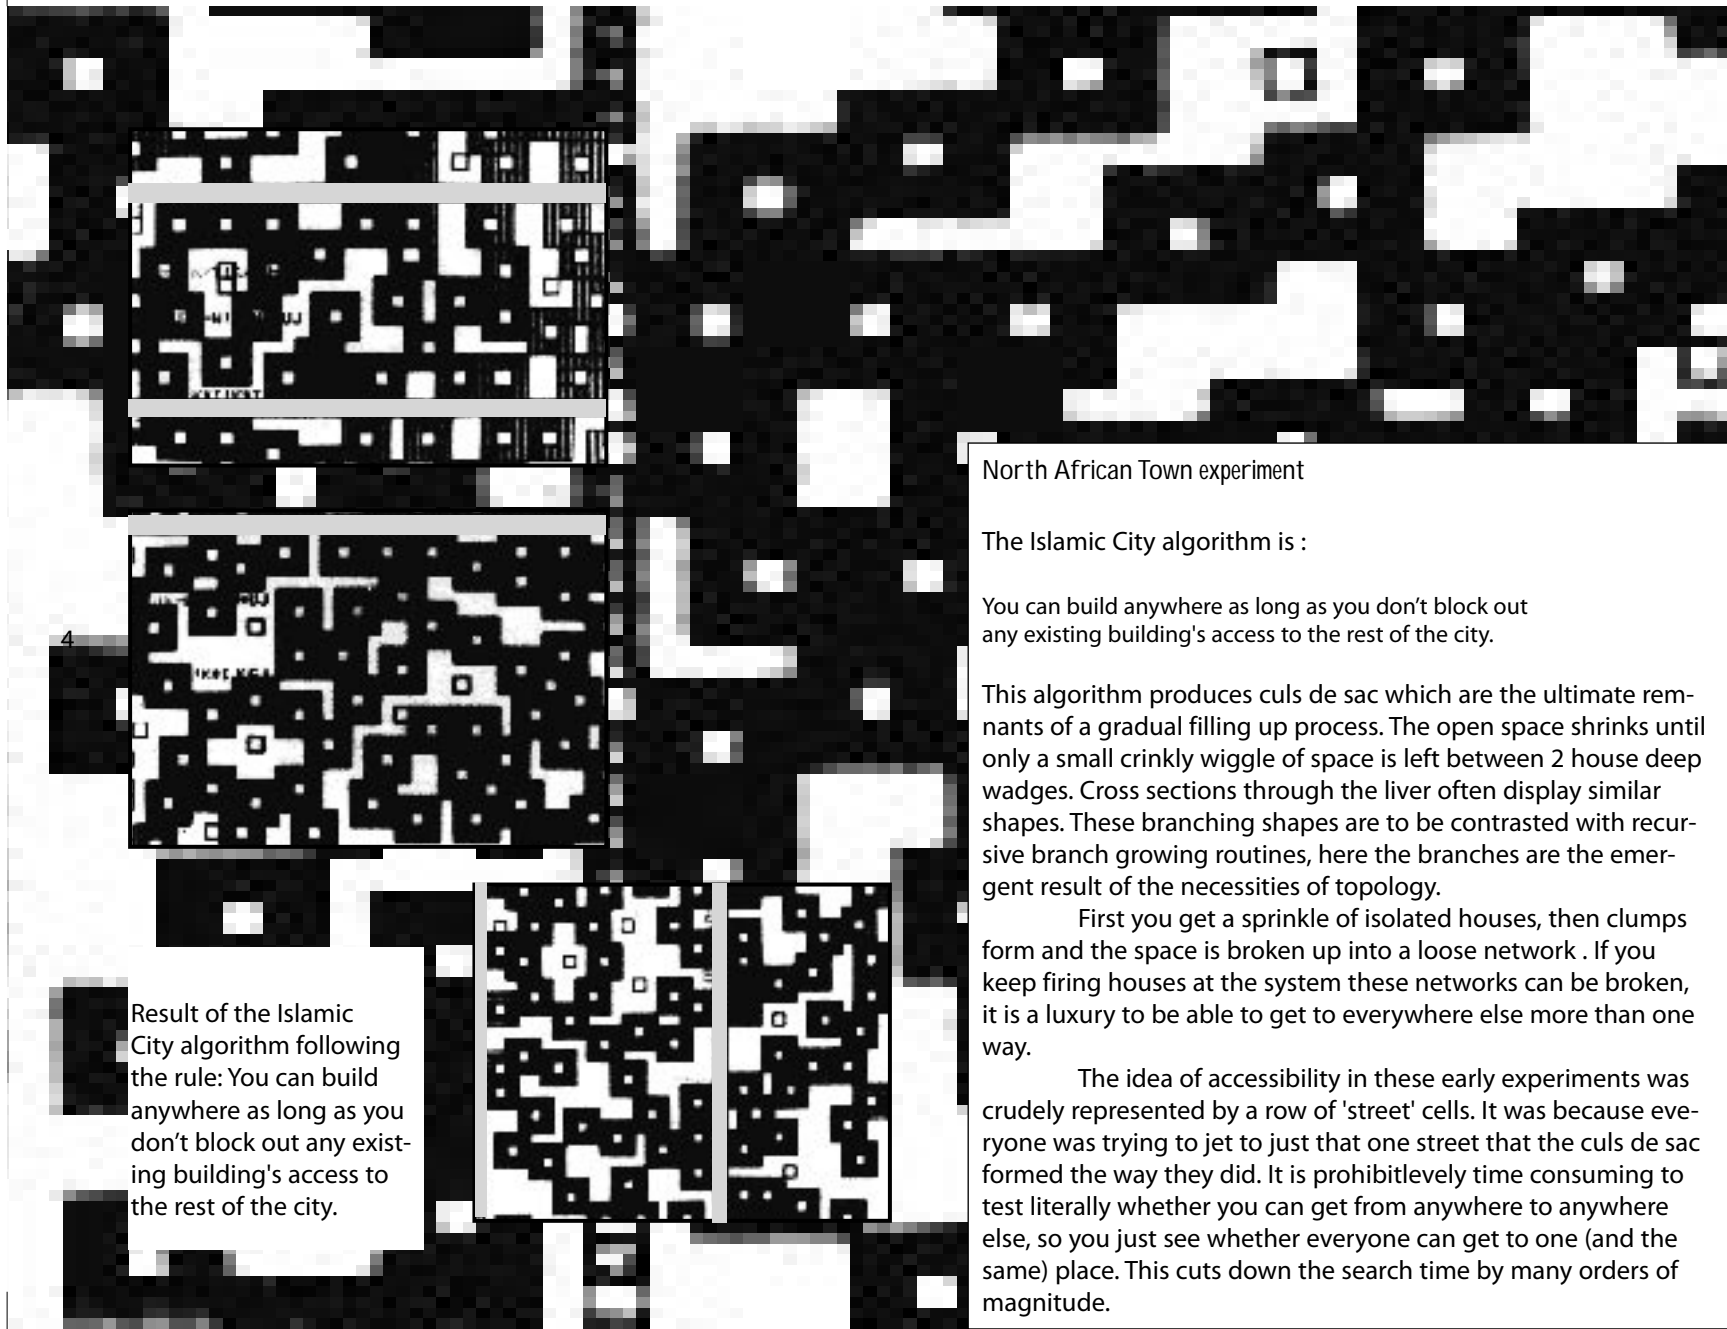 North African Town experiment
The Islamic City algorithm is :
You can build anywhere as long as you don’t block out
any existing building's access to the rest of the city.
This algorithm produces culs de sac which are the ultimate rem-
nants of a gradual filling up process. The open space shrinks until
only a small crinkly wiggle of space is left between 2 house deep
wadges. Cross sections through the liver often display similar
shapes. These branching shapes are to be contrasted with recur-
sive branch growing routines, here the branches are the emer-
gent result of the necessities of topology.
First you get a sprinkle of isolated houses, then clumps
form and the space is broken up into a loose network . If you
keep firing houses at the system these networks can be broken,
it is a luxury to be able to get to everywhere else more than one
way.
The idea of accessibility in these early experiments was
crudely represented by a row of 'street' cells. It was because eve-
ryone was trying to jet to just that one street that the culs de sac
formed the way they did. It is prohibitlevely time consuming to
test literally whether you can get from anywhere to anywhere
else, so you just see whether everyone can get to one (and the
same) place. This cuts down the search time by many orders of
magnitude.
4
Result of the Islamic
City algorithm following
the rule: You can build
anywhere as long as you
don’t block out any exist-
ing building's access to
the rest of the city.